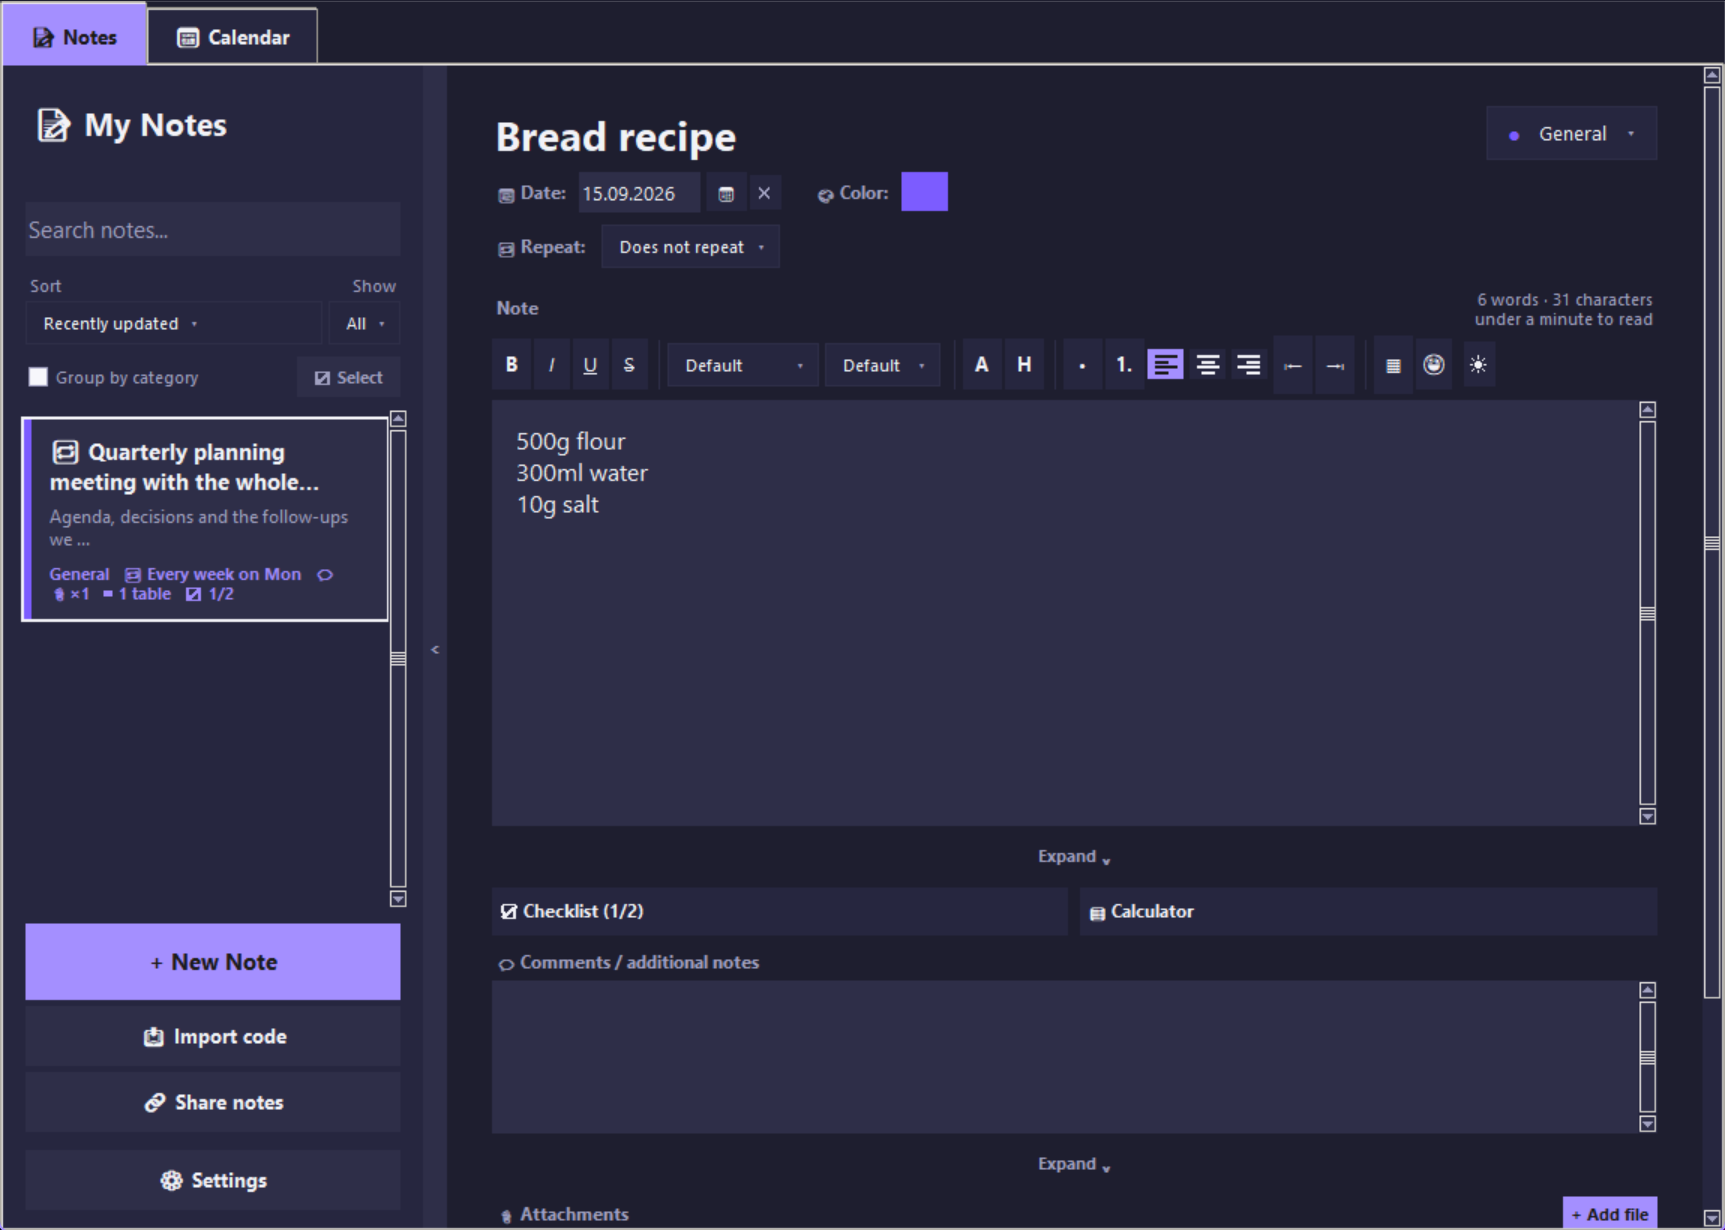 Notes
Calendar
My Notes
Search notes...
Sort
Show
Recently updated
All
Group by category
Select
Quarterly planning
meeting with the whole...
Agenda, decisions and the follow-ups
we ...
General Every week on Mon
×1 1 table 1/2
+ New Note
Import code
Share notes
Settings
<
Bread recipe
General
Date: 15.09.2026 × Color:
Repeat: Does not repeat
Note
6 words · 31 characters
under a minute to read
B I U S Default Default A H • 1.
500g flour
300ml water
10g salt
Expand
Checklist (1/2)
Calculator
Comments / additional notes
Expand
Attachments
+ Add file